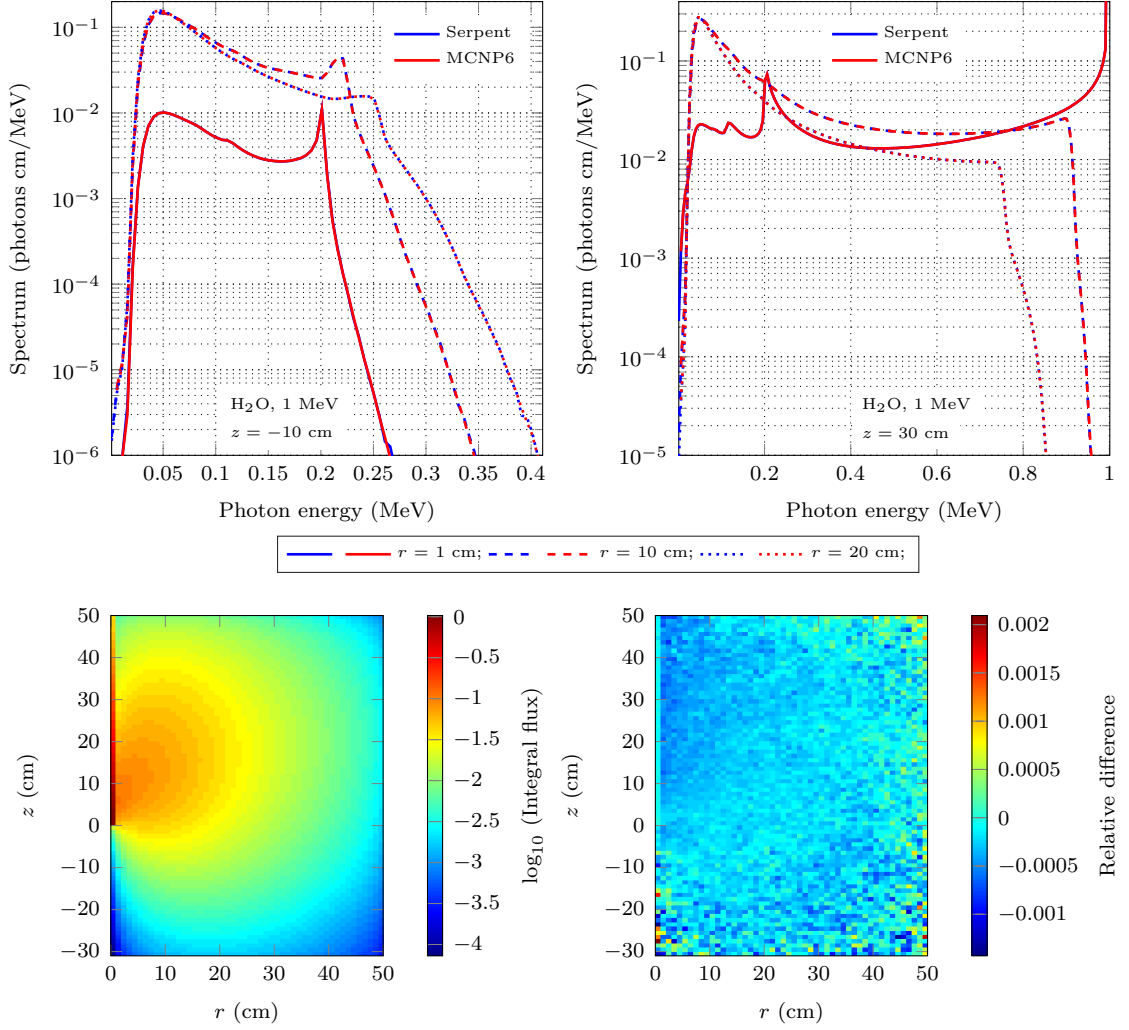 Spectrum (photons cm/MeV)
10⁻¹
10⁻²
10⁻³
10⁻⁴
10⁻⁵
10⁻⁶
Serpent
MCNP6
H₂O, 1 MeV
z = −10 cm
0.05 0.1 0.15 0.2 0.25 0.3 0.35 0.4
Photon energy (MeV)
Spectrum (photons cm/MeV)
10⁻¹
10⁻²
10⁻³
10⁻⁴
10⁻⁵
Serpent
MCNP6
H₂O, 1 MeV
z = 30 cm
0.2 0.4 0.6 0.8 1
Photon energy (MeV)
r = 1 cm; r = 10 cm; r = 20 cm;
z (cm)
50
40
30
20
10
0
−10
−20
−30
0 10 20 30 40 50
r (cm)
0
−0.5
−1
−1.5
−2
−2.5
−3
−3.5
−4
log₁₀ (Integral flux)
z (cm)
50
40
30
20
10
0
−10
−20
−30
0 10 20 30 40 50
r (cm)
0.002
0.0015
0.001
0.0005
0
−0.0005
−0.001
Relative difference